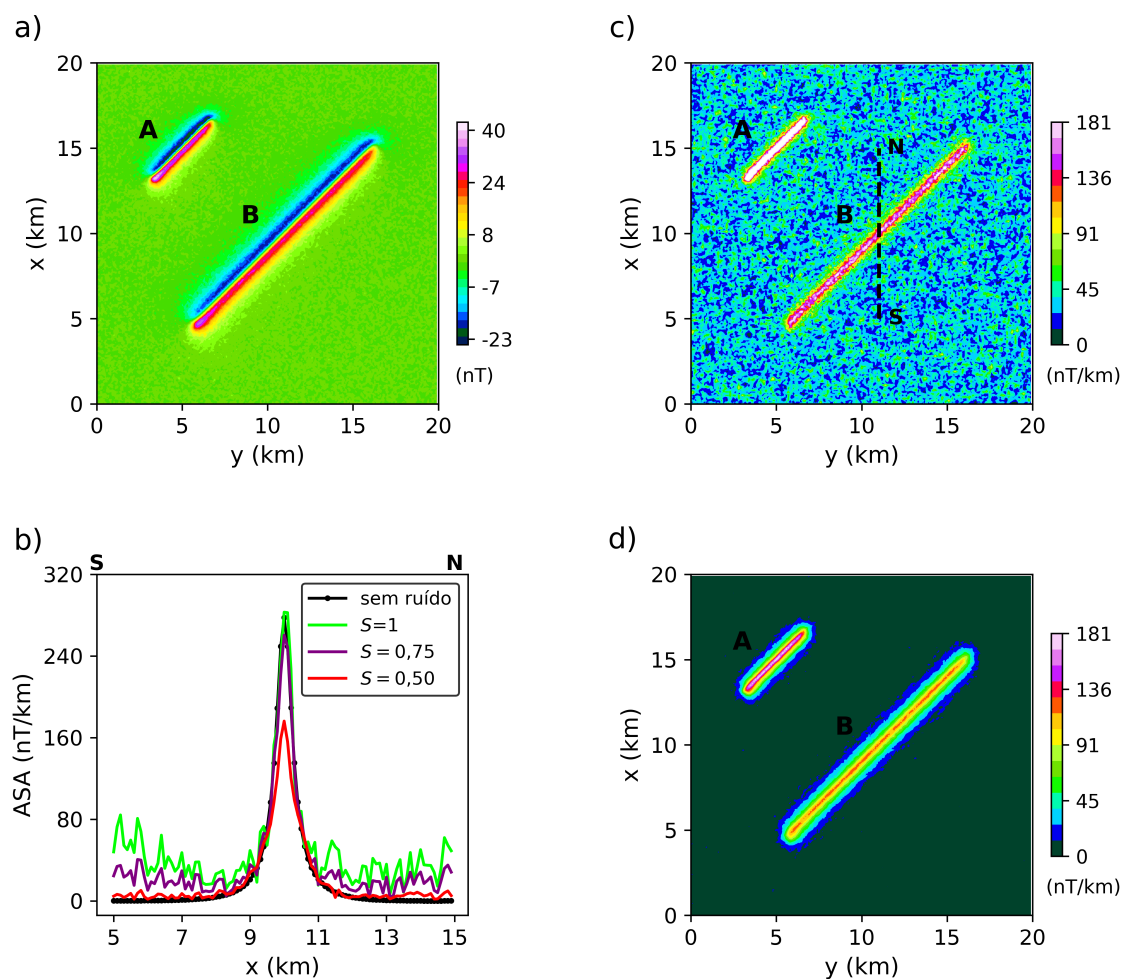 a)
20
15
10
5
0
x (km)
0 5 10 15 20
y (km)
A
B
40
24
8
-7
-23
(nT)
c)
20
15
10
5
0
x (km)
0 5 10 15 20
y (km)
A
B
N
S
181
136
91
45
0
(nT/km)
b)
S N
320
240
160
80
0
ASA (nT/km)
5 7 9 11 13 15
x (km)
sem ruído
S=1
S = 0,75
S = 0,50
d)
20
15
10
5
0
x (km)
0 5 10 15 20
y (km)
A
B
181
136
91
45
0
(nT/km)